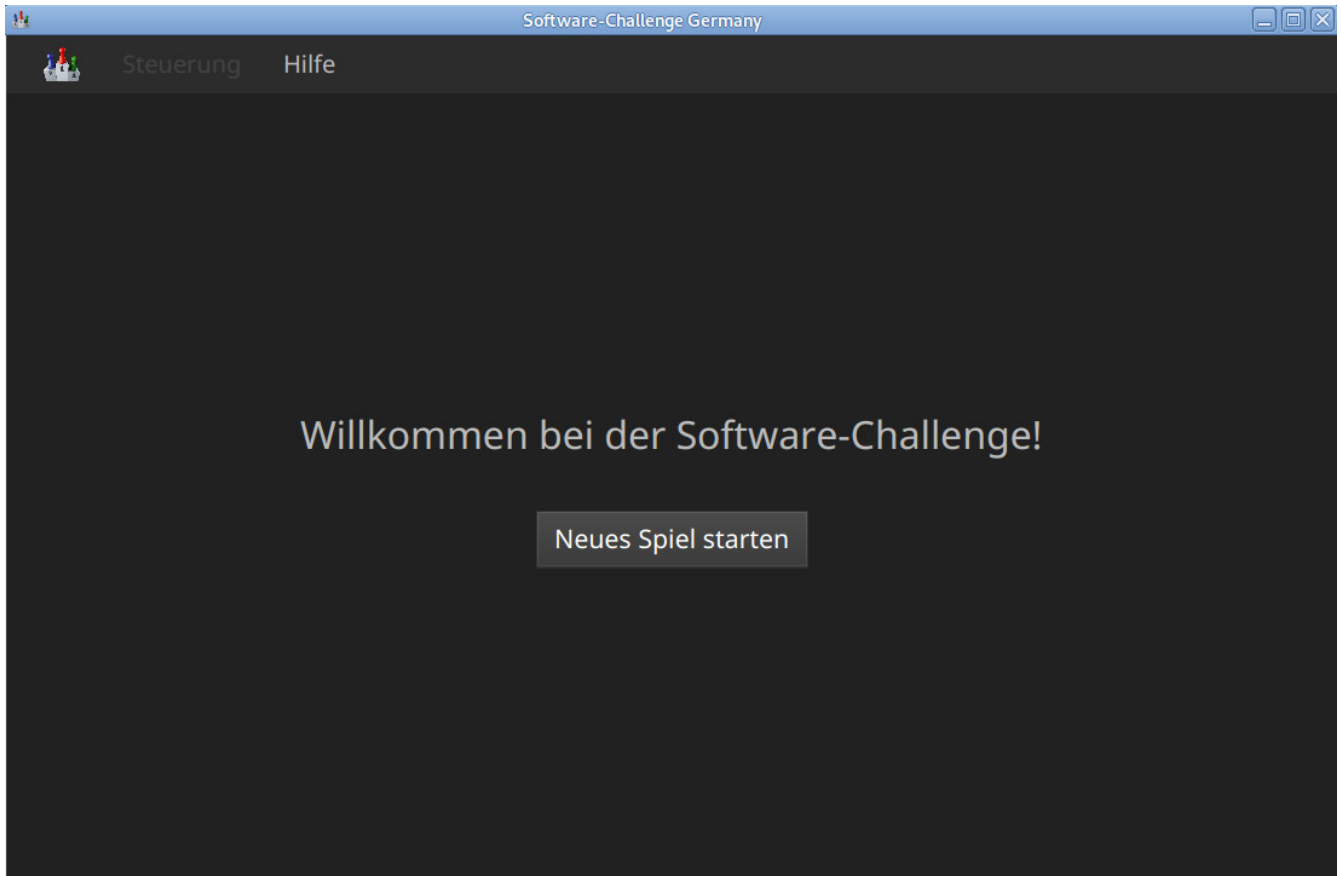 Software-Challenge Germany
Steuerung Hilfe
Willkommen bei der Software-Challenge!
Neues Spiel starten